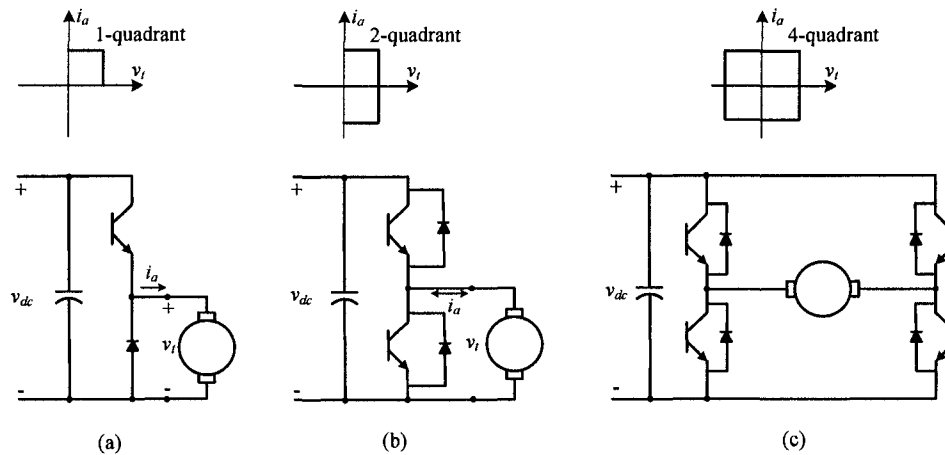 i_a
1-quadrant
v_t
i_a
2-quadrant
v_t
i_a
4-quadrant
v_t
+
v_dc
-
i_a
+
v_t
-
+
v_dc
-
i_a
v_t
+
v_dc
-
(a)
(b)
(c)